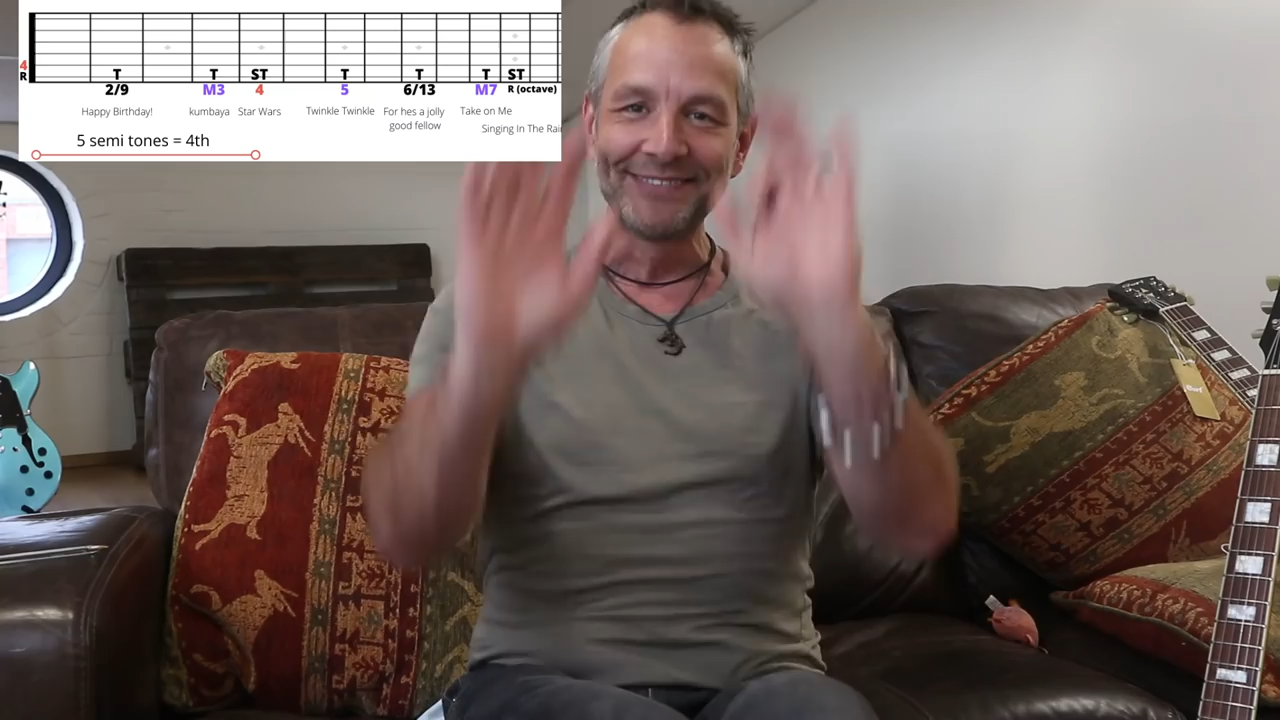 4
R T T ST T T T ST
2/9 M3 4 5 6/13 M7 R (octave)
Happy Birthday! kumbaya Star Wars Twinkle Twinkle For hes a jolly Take on Me
good fellow Singing In The Rai
5 semi tones = 4th